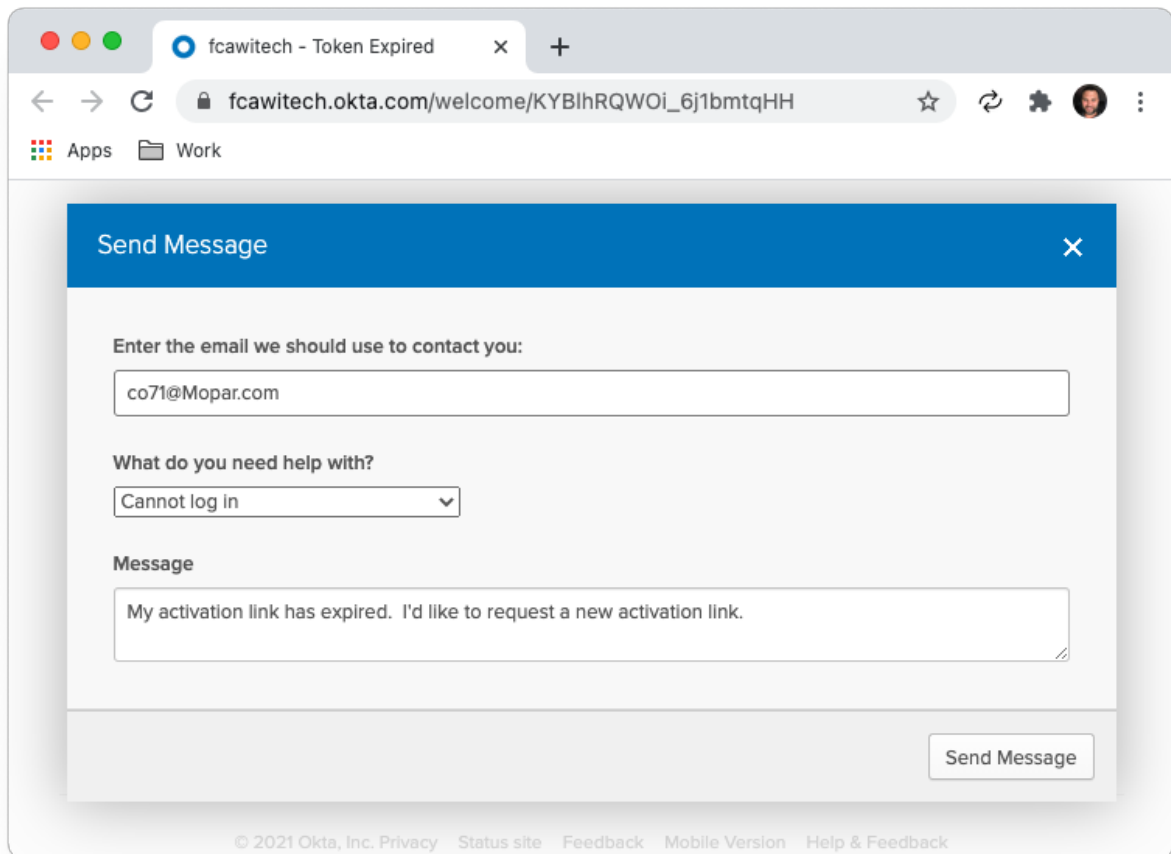 fcawitech - Token Expired
fcawitech.okta.com/welcome/KYBlhRQWOi_6j1bmtqHH
Apps Work
Send Message
Enter the email we should use to contact you:
co71@Mopar.com
What do you need help with?
Cannot log in
Message
My activation link has expired.  I'd like to request a new activation link.
Send Message
© 2021 Okta, Inc. Privacy Status site Feedback Mobile Version Help & Feedback